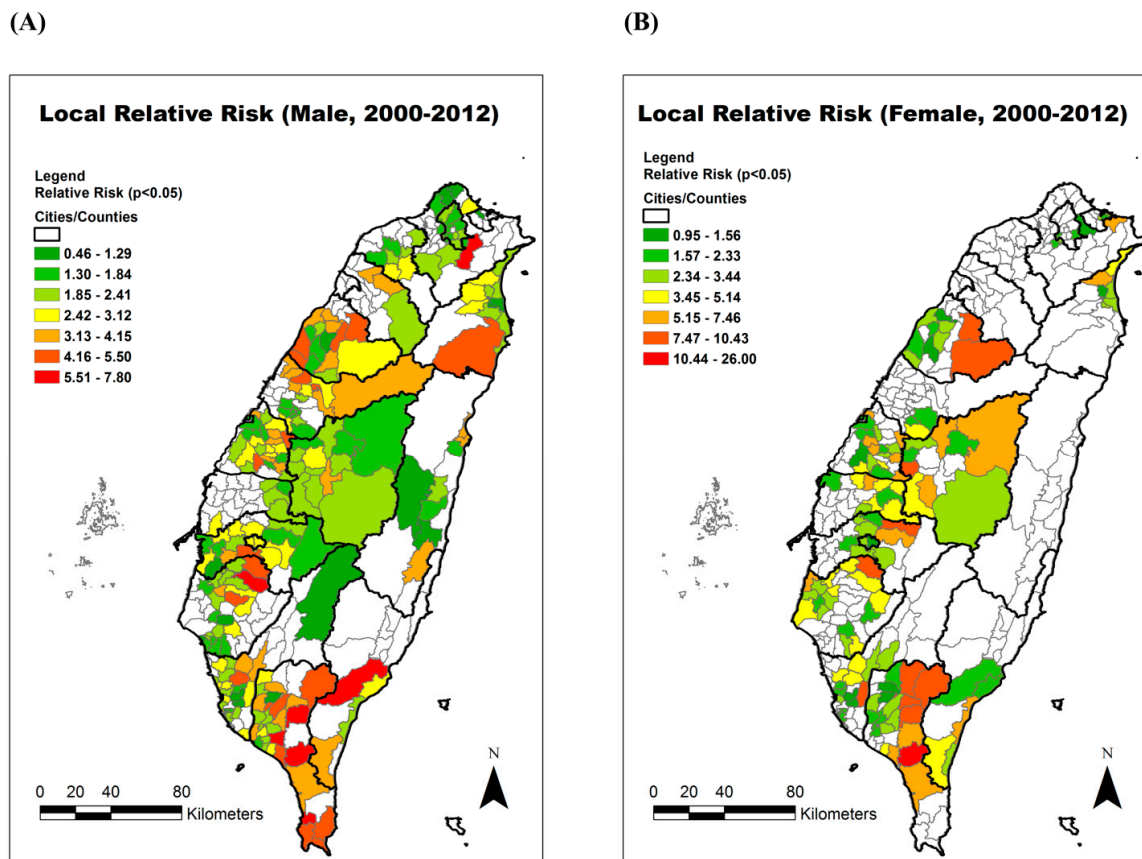 (A)
Local Relative Risk (Male, 2000-2012)
Legend
Relative Risk (p<0.05)
Cities/Counties
0.46 - 1.29
1.30 - 1.84
1.85 - 2.41
2.42 - 3.12
3.13 - 4.15
4.16 - 5.50
5.51 - 7.80
N
0 20 40 80
Kilometers
(B)
Local Relative Risk (Female, 2000-2012)
Legend
Relative Risk (p<0.05)
Cities/Counties
0.95 - 1.56
1.57 - 2.33
2.34 - 3.44
3.45 - 5.14
5.15 - 7.46
7.47 - 10.43
10.44 - 26.00
N
0 20 40 80
Kilometers